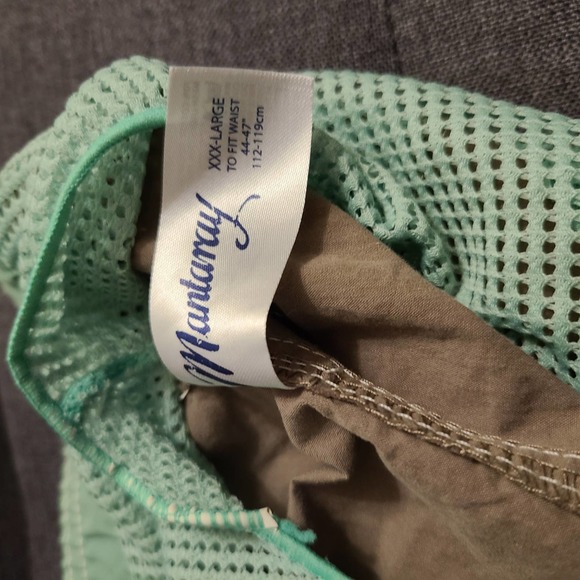 XXX-LARGE
TO FIT WAIST
44-47"
112-119cm
Mantaray